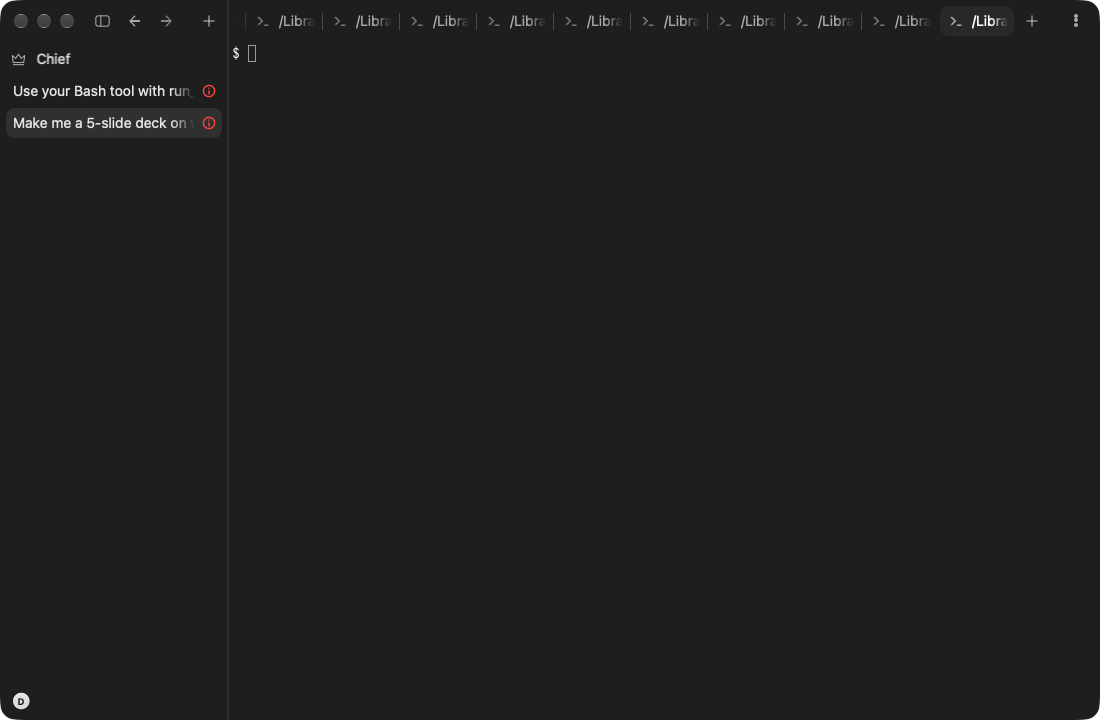 >_ /Libra >_ /Libra >_ /Libra >_ /Libra >_ /Libra >_ /Libra >_ /Libra >_ /Libra >_ /Libra >_ /Libra
Chief
$
Use your Bash tool with run_
Make me a 5-slide deck on
D